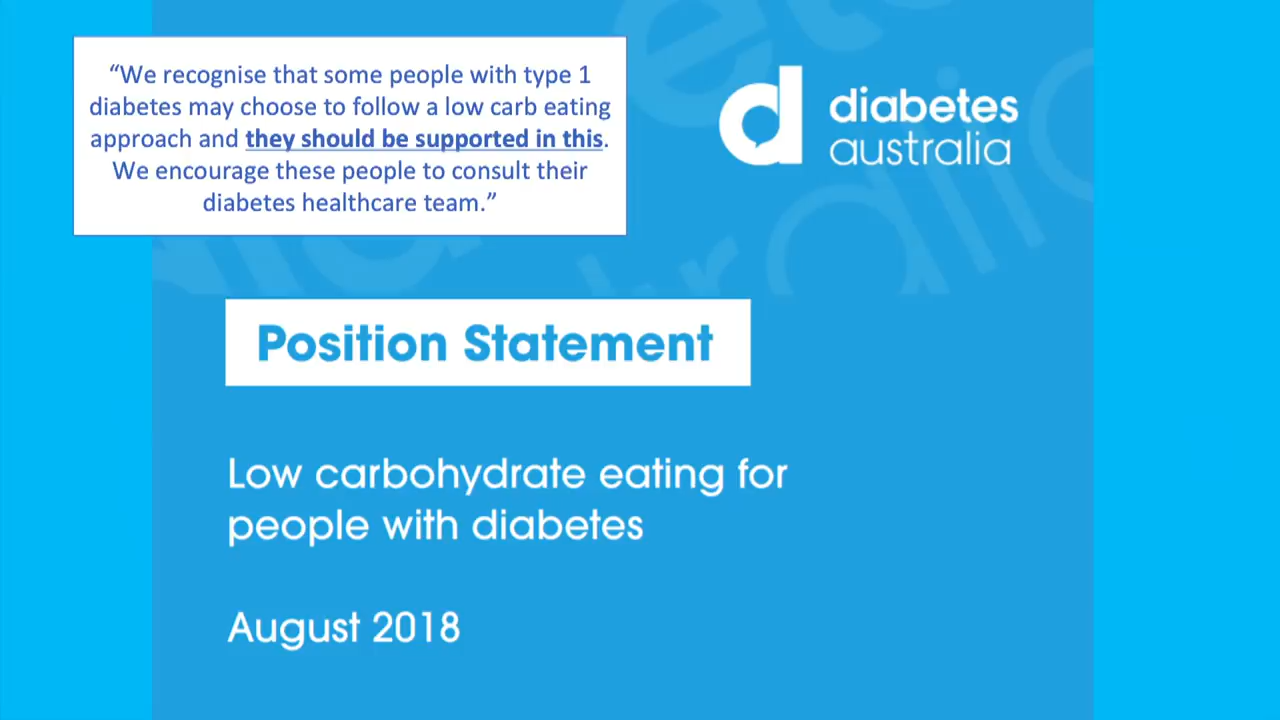 “We recognise that some people with type 1
diabetes may choose to follow a low carb eating
approach and they should be supported in this.
We encourage these people to consult their
diabetes healthcare team.”
diabetes
australia
Position Statement
Low carbohydrate eating for
people with diabetes
August 2018